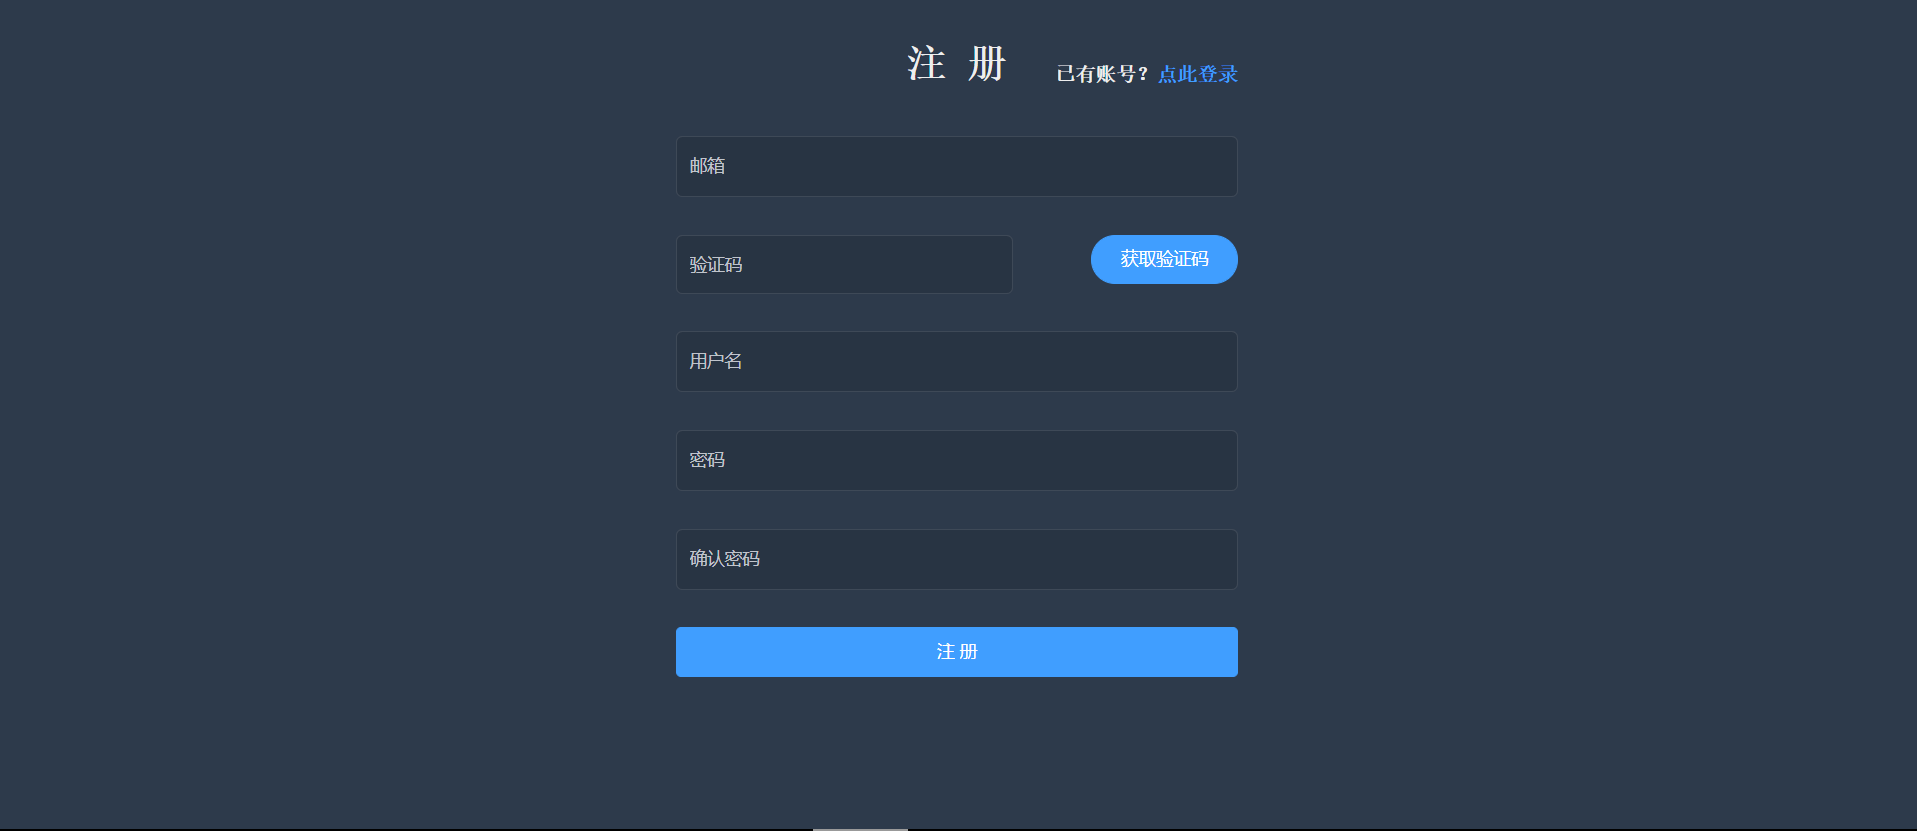 注 册
已有账号？点此登录
邮箱
验证码
获取验证码
用户名
密码
确认密码
注 册